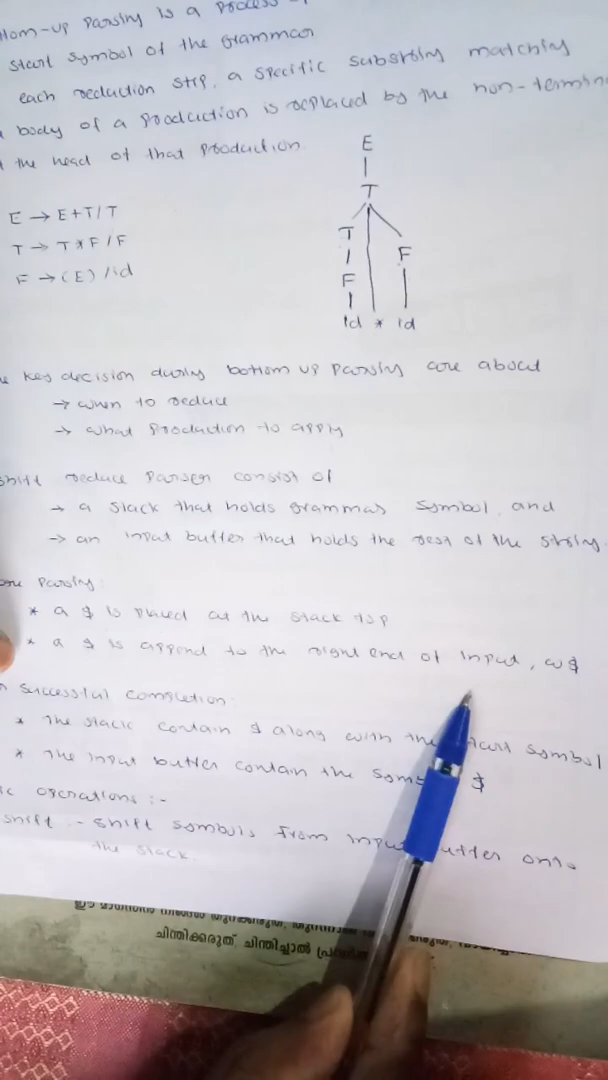 Bottom-up parsing is a process
start symbol of the Grammar
each reduction step, a specific substring matching
body of a production is replaced by the non-termin
the head of that production.
E → E+T/T
T → T*F/F
F → (E)/id
E
T
T
F
F
id * id
key decision during bottom up parsing are about
→ when to reduce
→ what production to apply
shift reduce parser consist of
→ a stack that holds grammar symbol, and
→ an input buffer that holds the rest of the string
Parsing:
* a $ is placed at the stack top
* a $ is append to the right end of input, w$
successful completion:
* The stack contain $ along with the start symbol
* The input buffer contain the $
operations :-
shift :- shift symbols from input buffer onto
the stack.
ചിന്തിക്കരുത്. ചിന്തിച്ചാൽ